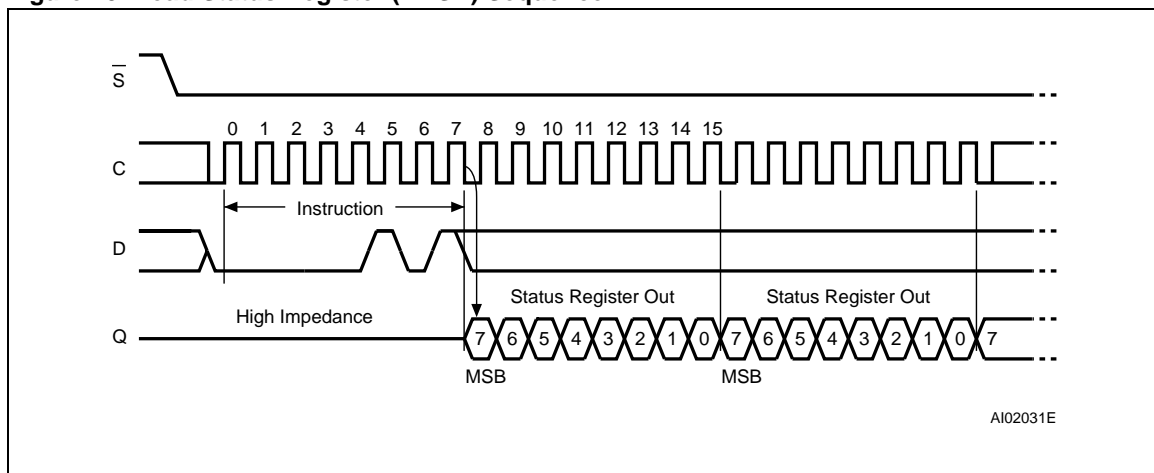 S
0 1 2 3 4 5 6 7 8 9 10 11 12 13 14 15
C
Instruction
D
Status Register Out Status Register Out
High Impedance
Q 7 6 5 4 3 2 1 0 7 6 5 4 3 2 1 0 7
MSB MSB
AI02031E